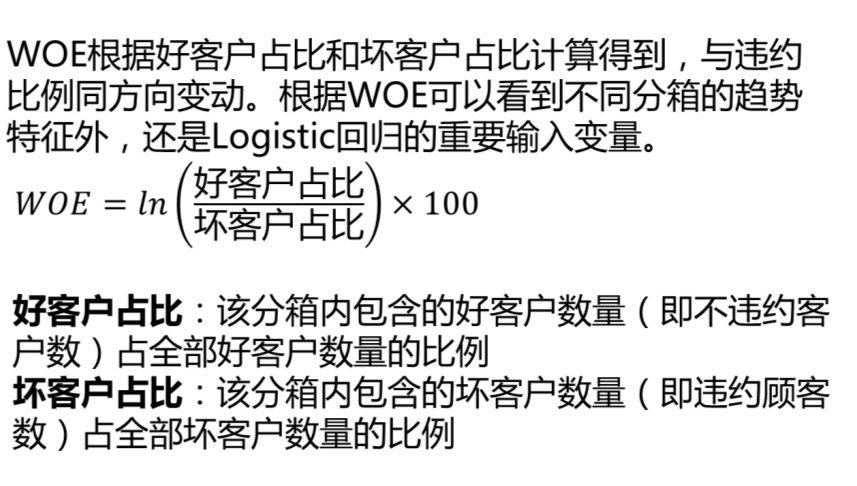 WOE根据好客户占比和坏客户占比计算得到，与违约
比例同方向变动。根据WOE可以看到不同分箱的趋势
特征外，还是Logistic回归的重要输入变量。
WOE = ln(好客户占比/坏客户占比) × 100
好客户占比：该分箱内包含的好客户数量（即不违约客
户数）占全部好客户数量的比例
坏客户占比：该分箱内包含的坏客户数量（即违约顾客
数）占全部坏客户数量的比例